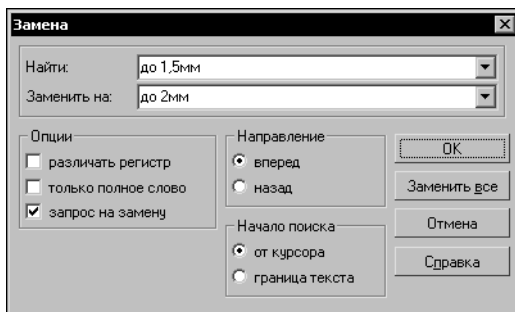 Замена
Найти: до 1,5мм
Заменить на: до 2мм
Опции
различать регистр
только полное слово
запрос на замену
Направление
вперед
назад
Начало поиска
от курсора
граница текста
OK
Заменить все
Отмена
Справка